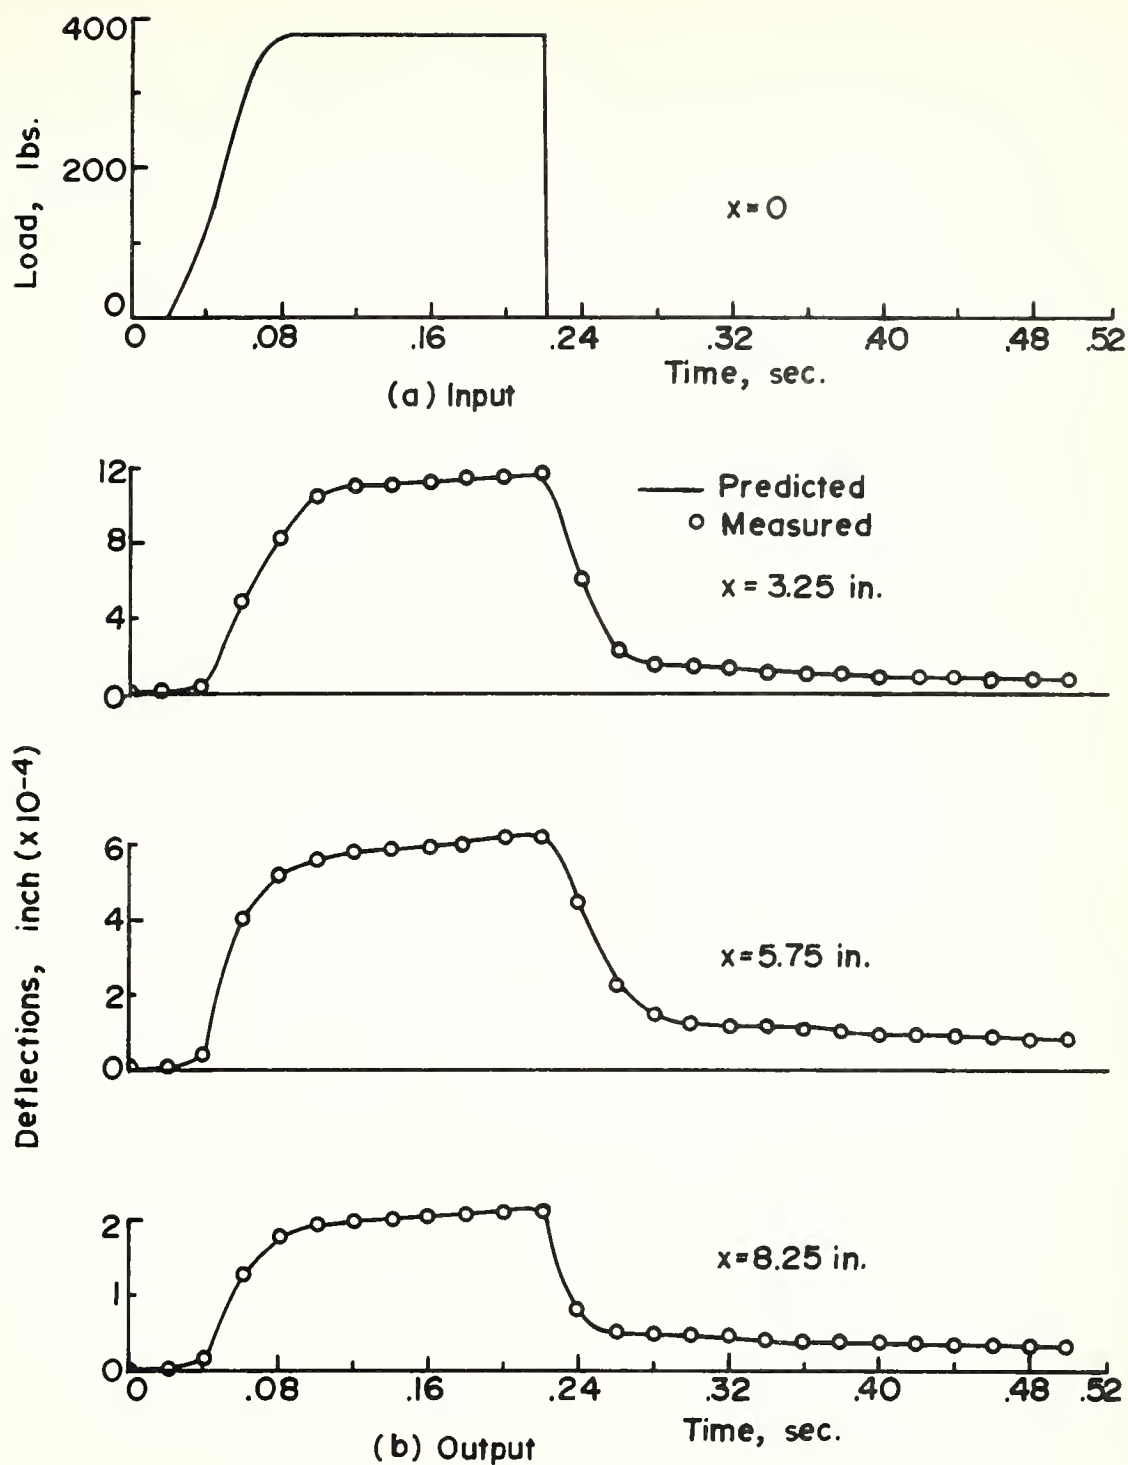 400
200
0
Load, lbs.
x=0
0 .08 .16 .24 .32 .40 .48 .52
Time, sec.
(a) Input
12
8
4
0
Predicted
Measured
x = 3.25 in.
Deflections, inch (x10-4)
6
4
2
0
x=5.75 in.
2
1
0
x=8.25 in.
0 .08 .16 .24 .32 .40 .48 .52
Time, sec.
(b) Output